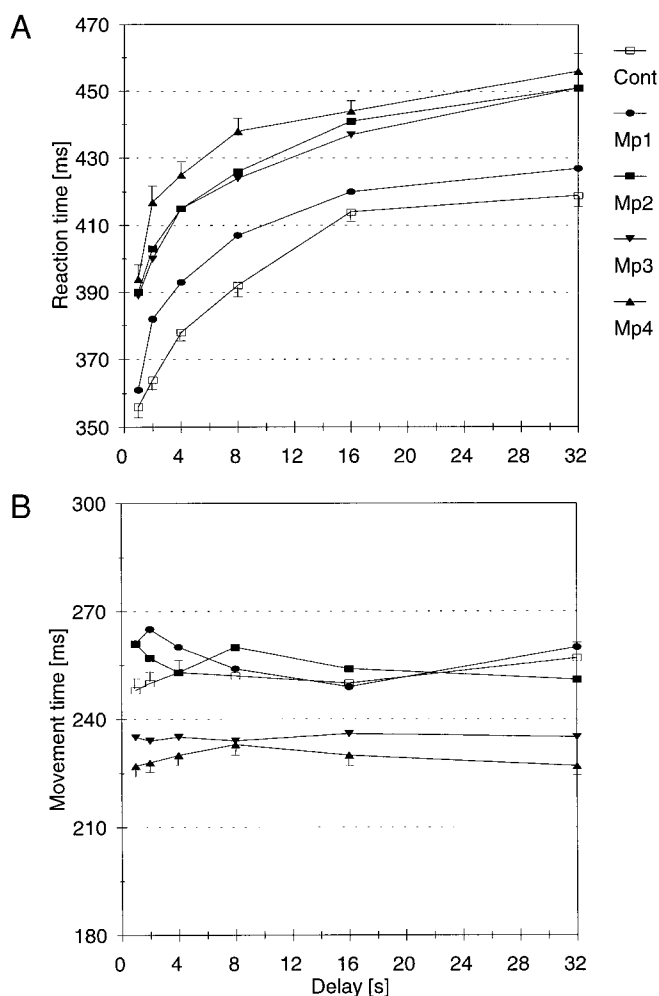 A
Reaction time [ms]
470
450
430
410
390
370
350
0 4 8 12 16 20 24 28 32
Cont
Mp1
Mp2
Mp3
Mp4
B
Movement time [ms]
300
270
240
210
180
0 4 8 12 16 20 24 28 32
Delay [s]